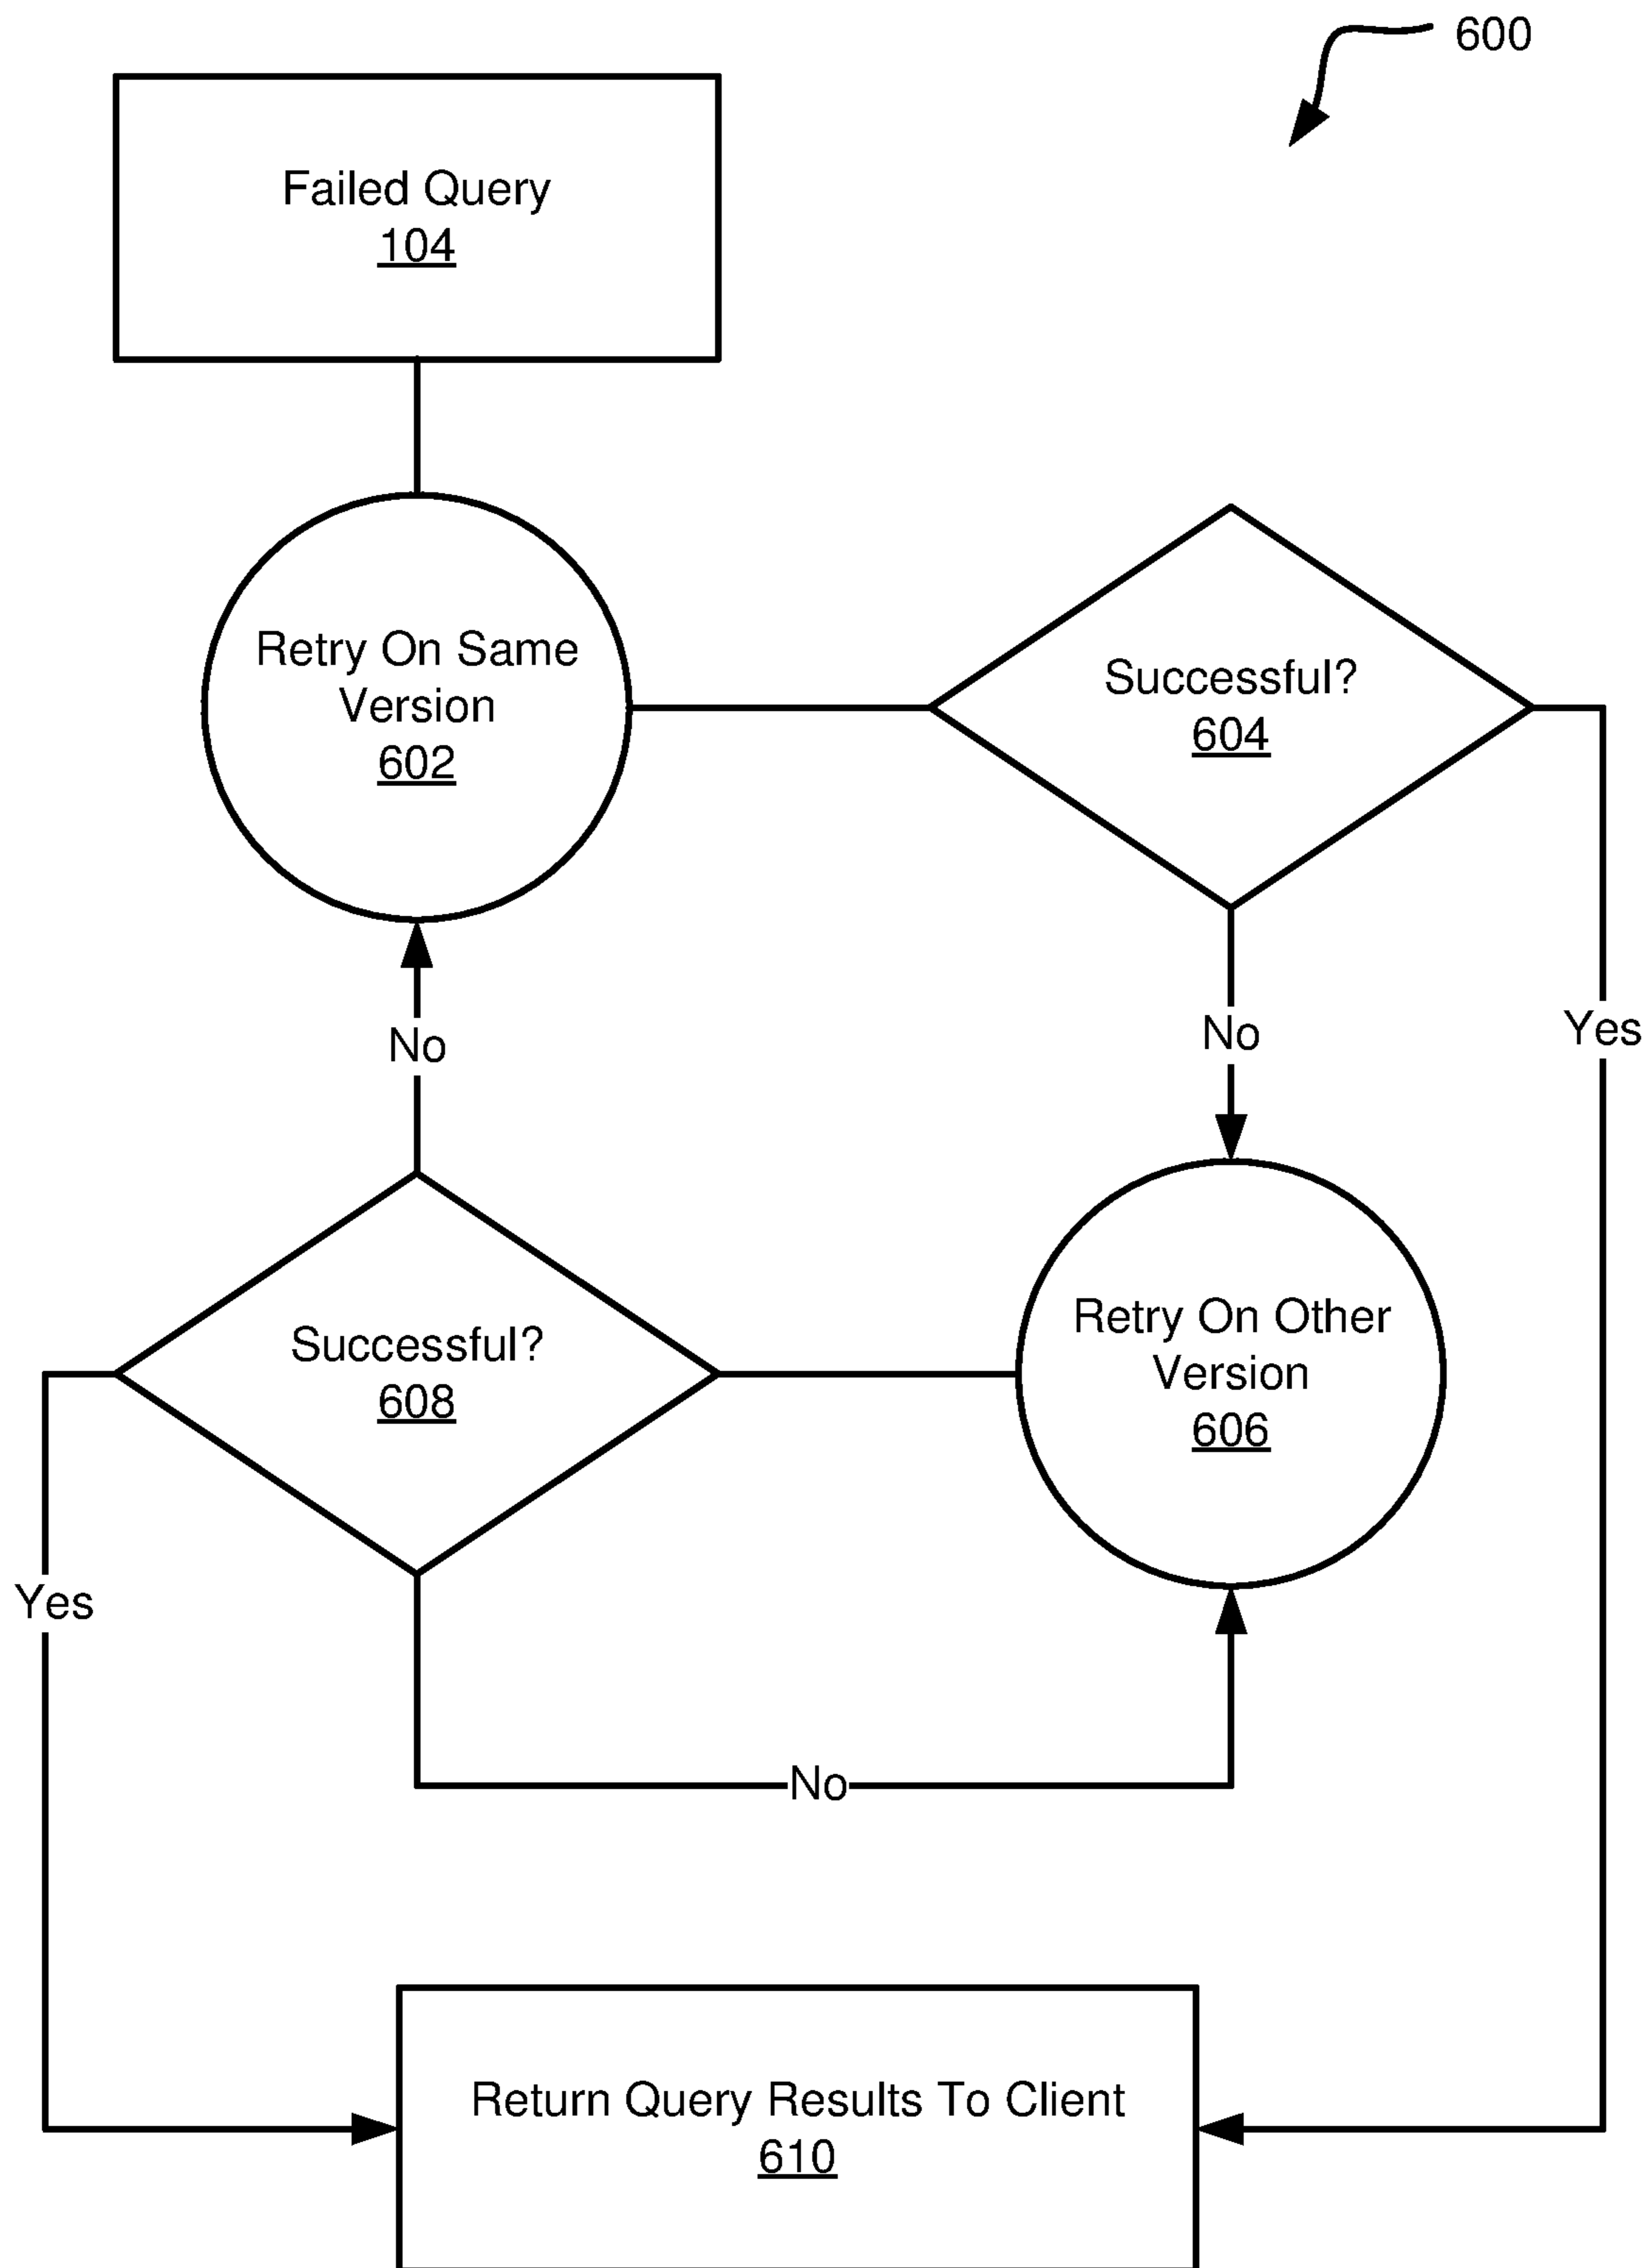 600
Failed Query
104
Retry On Same
Version
602
Successful?
604
No
No
Yes
Successful?
608
Retry On Other
Version
606
Yes
No
Return Query Results To Client
610